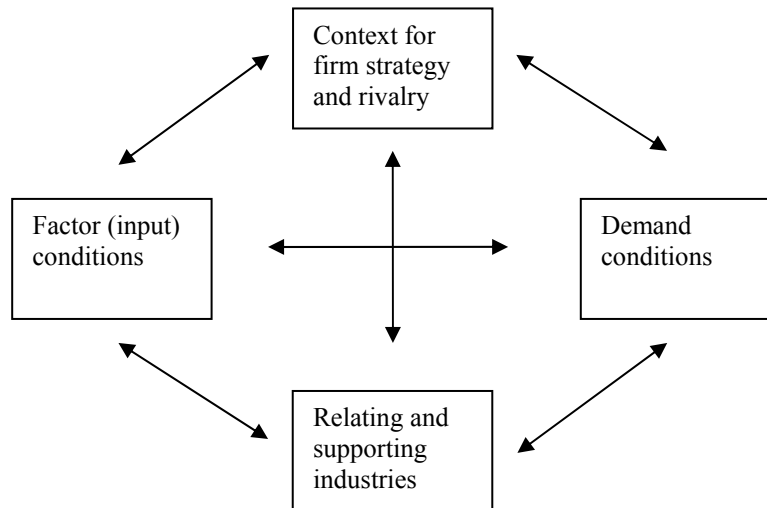 Context for
firm strategy
and rivalry
Factor (input)
conditions
Demand
conditions
Relating and
supporting
industries